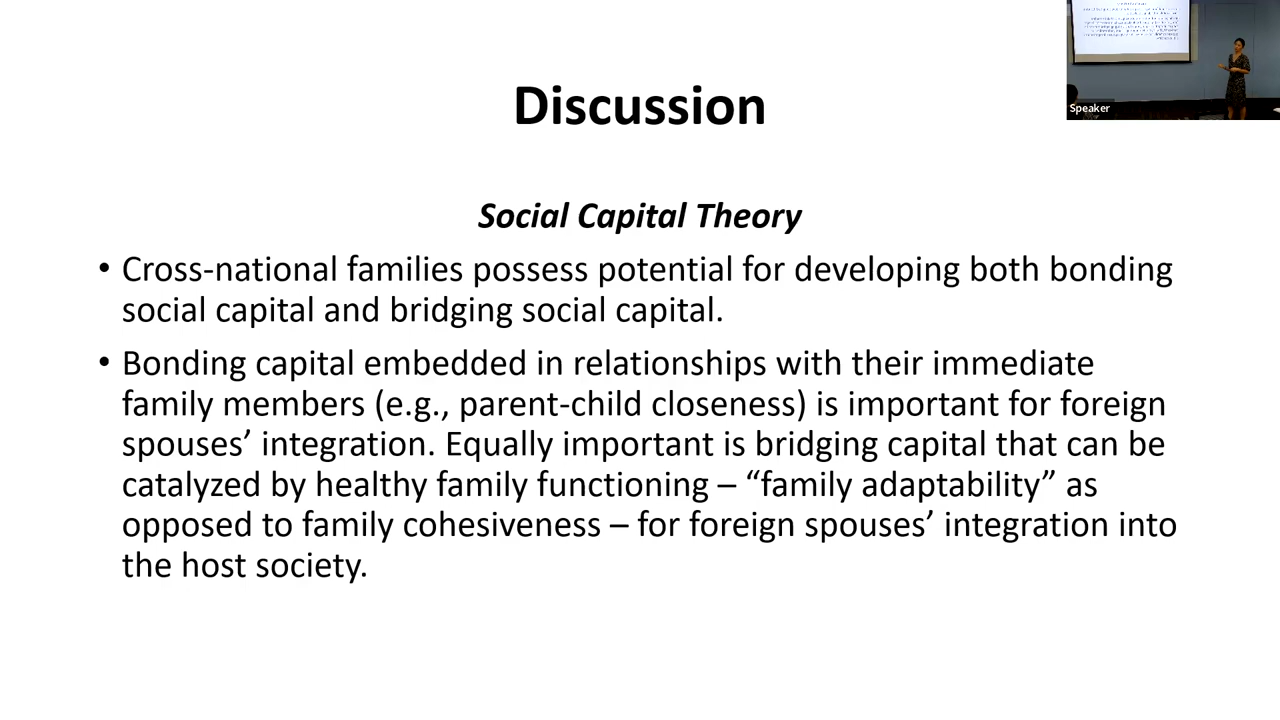 Discussion
Speaker
Social Capital Theory
• Cross-national families possess potential for developing both bonding
social capital and bridging social capital.
• Bonding capital embedded in relationships with their immediate
family members (e.g., parent-child closeness) is important for foreign
spouses’ integration. Equally important is bridging capital that can be
catalyzed by healthy family functioning – “family adaptability” as
opposed to family cohesiveness – for foreign spouses’ integration into
the host society.